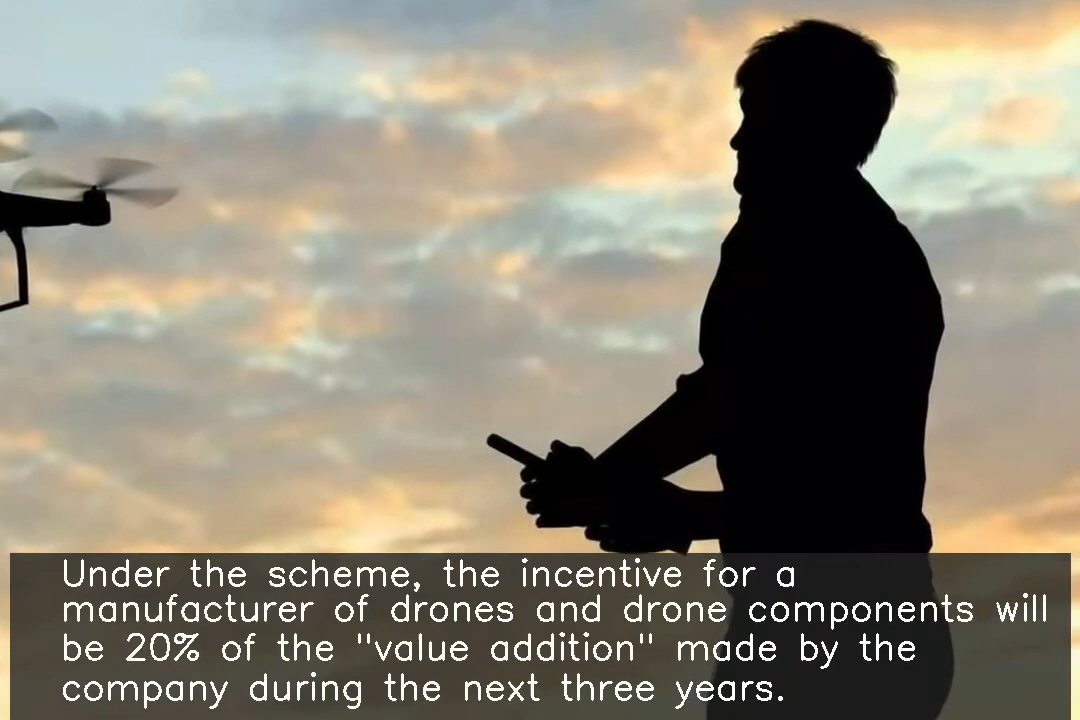 Under the scheme, the incentive for a
manufacturer of drones and drone components will
be 20% of the "value addition" made by the
company during the next three years.